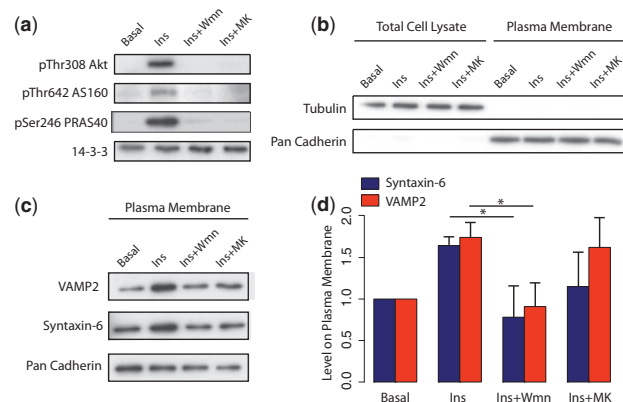 (a)
Basal
Ins
Ins+Wmn
Ins+MK
pThr308 Akt
pThr642 AS160
pSer246 PRAS40
14-3-3
(b)
Total Cell Lysate
Plasma Membrane
Basal
Ins
Ins+Wmn
Ins+MK
Basal
Ins
Ins+Wmn
Ins+MK
Tubulin
Pan Cadherin
(c)
Plasma Membrane
Basal
Ins
Ins+Wmn
Ins+MK
VAMP2
Syntaxin-6
Pan Cadherin
(d)
Syntaxin-6
VAMP2
*
*
Level on Plasma Membrane
2.0
1.5
1.0
0.5
0.0
Basal
Ins
Ins+Wmn
Ins+MK